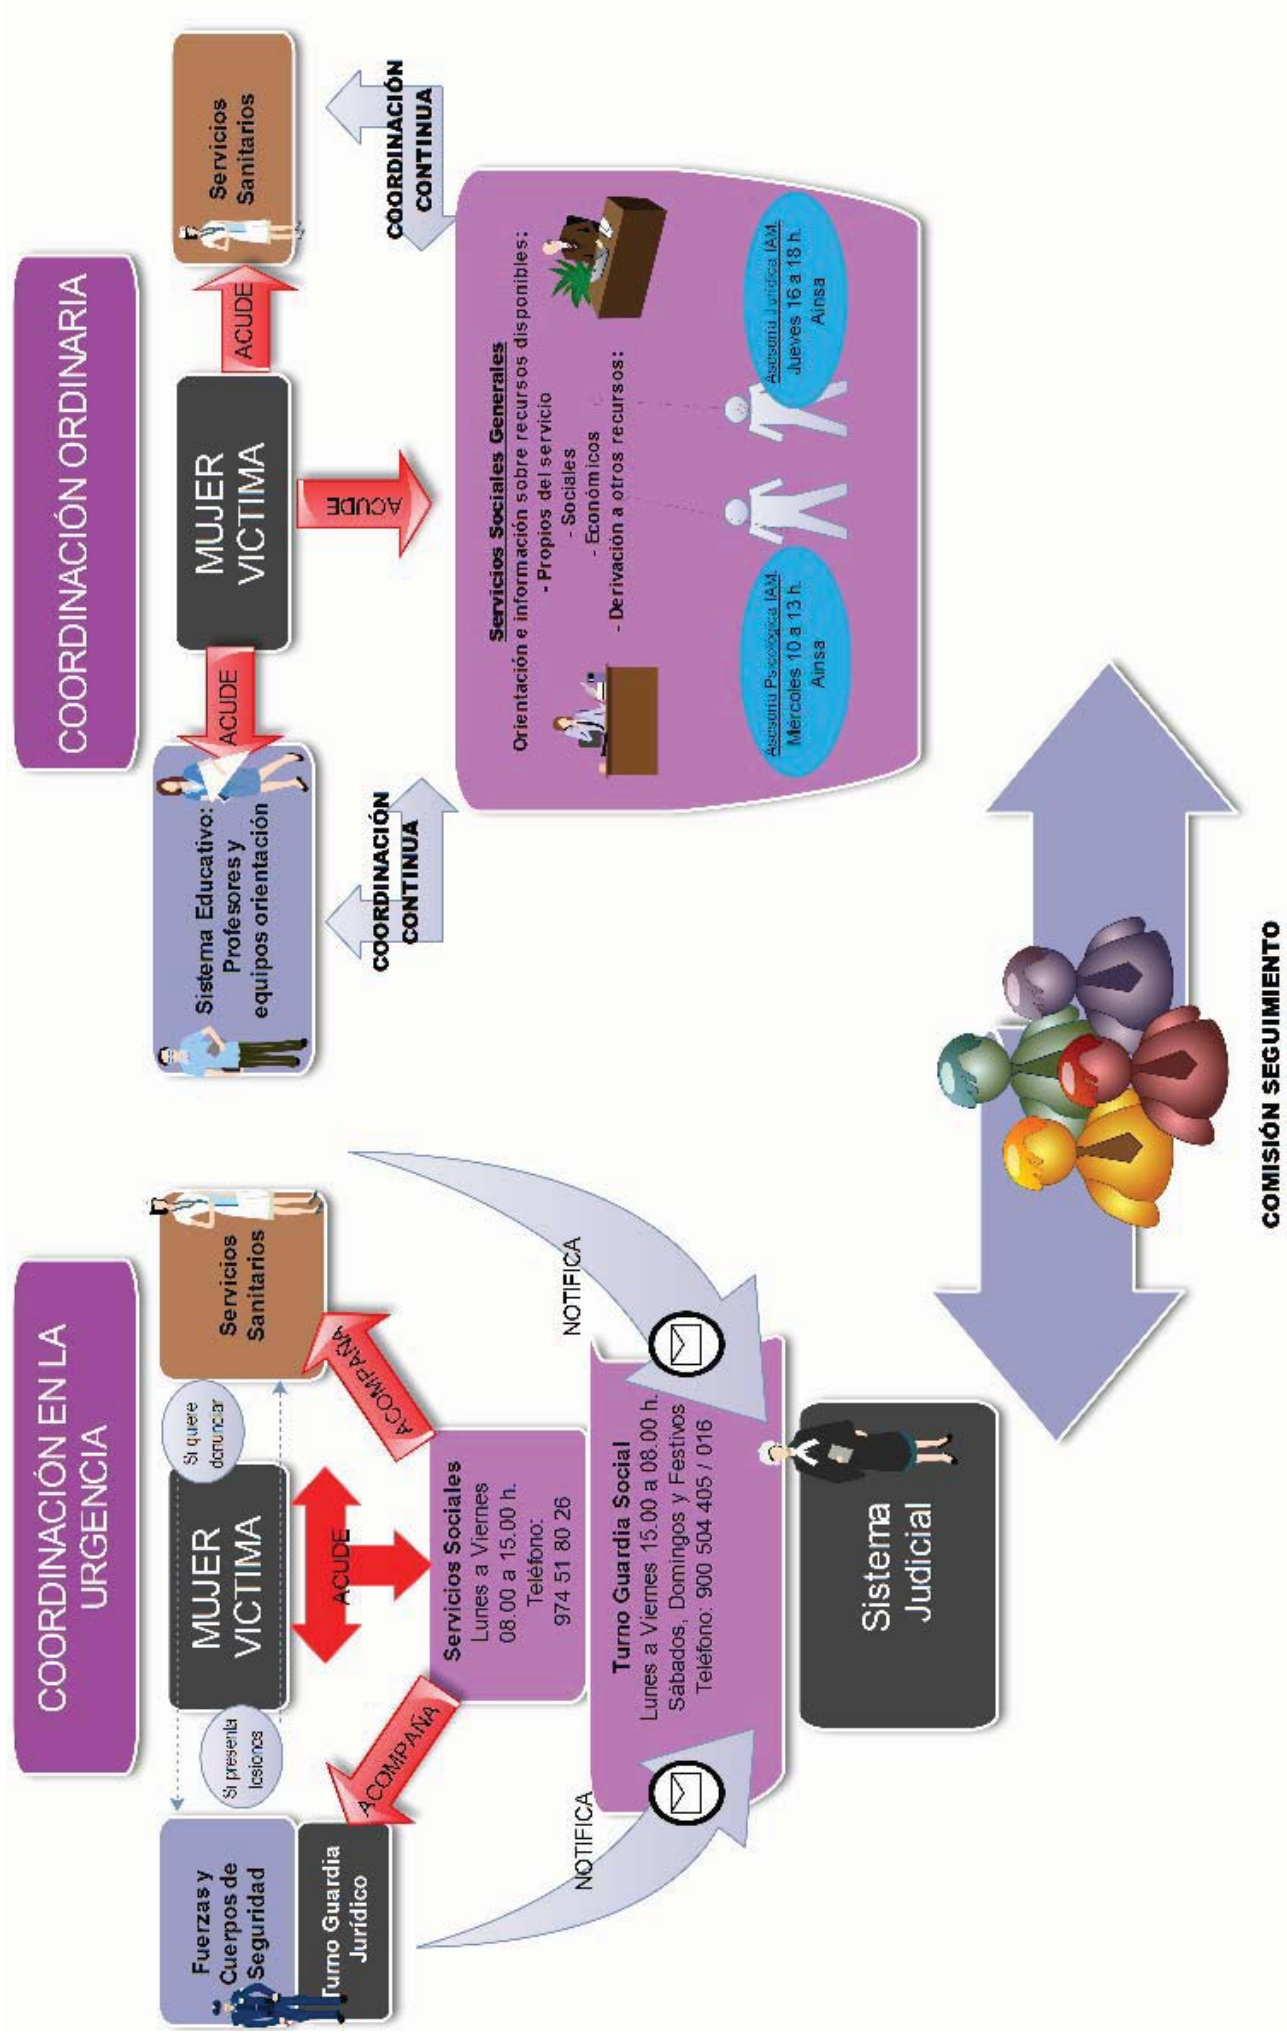 COORDINACIÓN EN LA
URGENCIA
Fuerzas y
Cuerpos de
Seguridad
Turno Guardia
Jurídico
Si presenta
lesiones
MUJER
VICTIMA
Si quiere
denunciar
Servicios
Sanitarios
ACUDE
ACOMPAÑA
ACOMPAÑA
Servicios Sociales
Lunes a Viernes
08.00 a 15.00 h.
Teléfono:
974 51 80 26
NOTIFICA
NOTIFICA
Turno Guardia Social
Lunes a Viernes 15.00 a 08.00 h.
Sábados, Domingos y Festivos
Teléfono: 900 504 405 / 016
Sistema
Judicial
COORDINACIÓN ORDINARIA
Sistema Educativo:
Profesores y
equipos orientación
ACUDE
MUJER
VICTIMA
ACUDE
Servicios
Sanitarios
ACUDE
COORDINACIÓN
CONTINUA
COORDINACIÓN
CONTINUA
Servicios Sociales Generales
Orientación e información sobre recursos disponibles:
- Propios del servicio
- Sociales
- Económicos
- Derivación a otros recursos:
Asesoría Psicológica IAM.
Miércoles 10 a 13 h.
Ainsa
Asesoría Jurídica IAM.
Jueves 16 a 18 h.
Ainsa
COMISIÓN SEGUIMIENTO